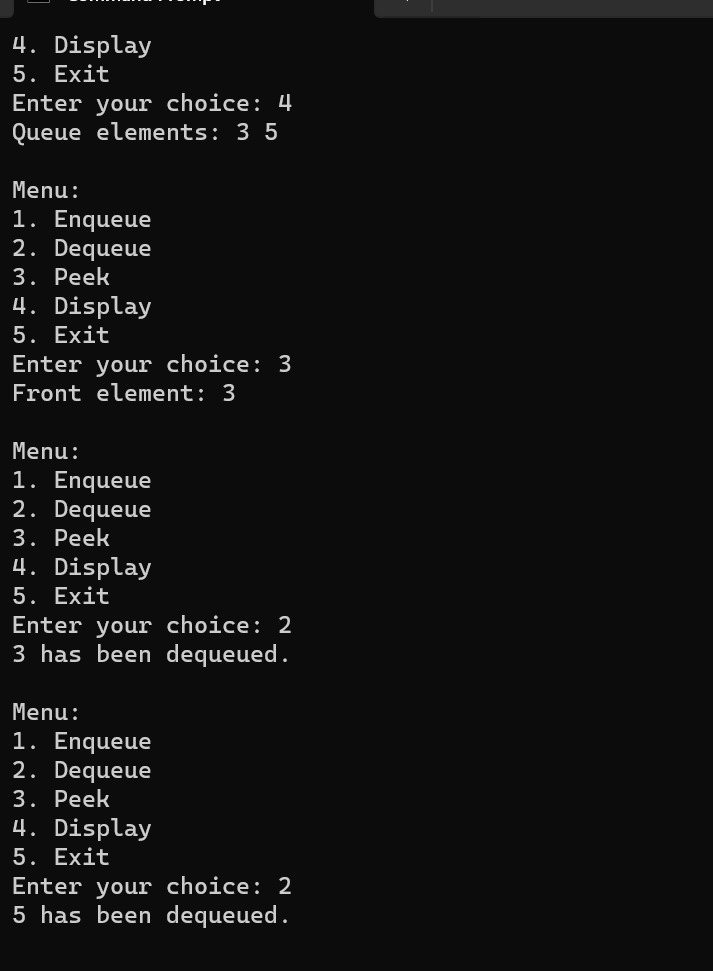 Command Prompt
4. Display
5. Exit
Enter your choice: 4
Queue elements: 3 5
Menu:
1. Enqueue
2. Dequeue
3. Peek
4. Display
5. Exit
Enter your choice: 3
Front element: 3
Menu:
1. Enqueue
2. Dequeue
3. Peek
4. Display
5. Exit
Enter your choice: 2
3 has been dequeued.
Menu:
1. Enqueue
2. Dequeue
3. Peek
4. Display
5. Exit
Enter your choice: 2
5 has been dequeued.